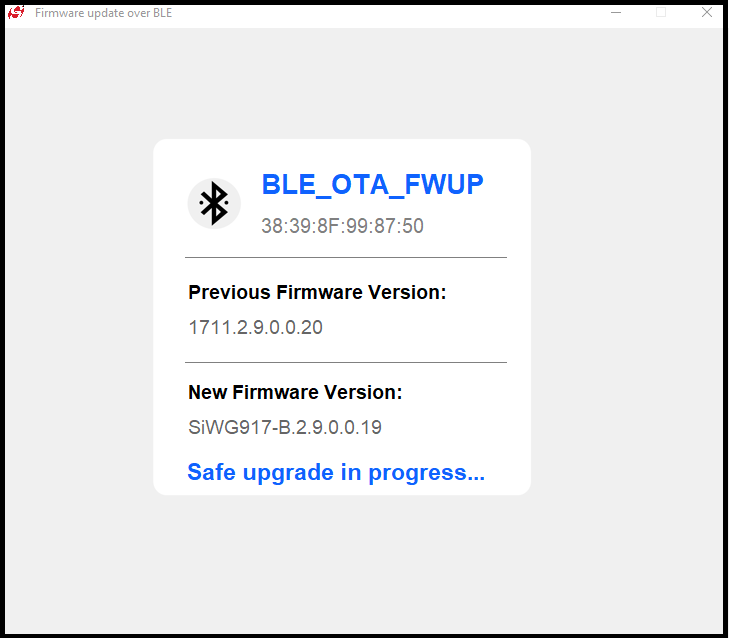 Firmware update over BLE
BLE_OTA_FWUP
38:39:8F:99:87:50
Previous Firmware Version:
1711.2.9.0.0.20
New Firmware Version:
SiWG917-B.2.9.0.0.19
Safe upgrade in progress...